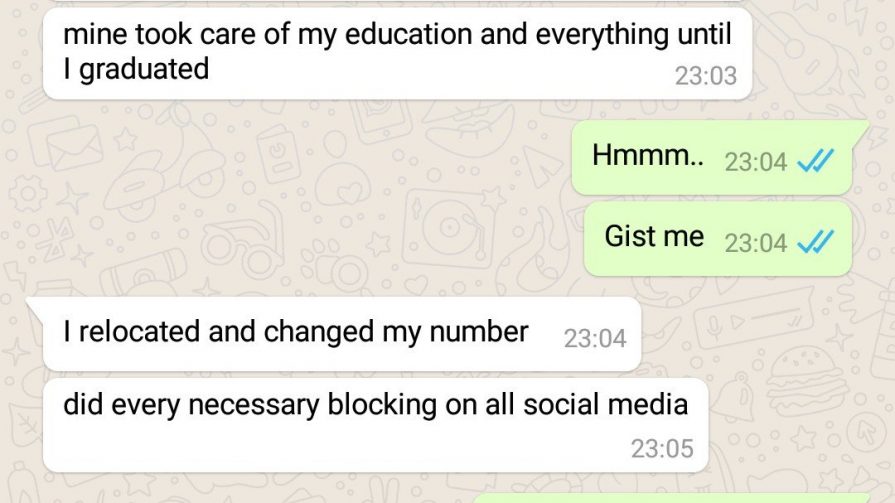 mine took care of my education and everything until
I graduated
23:03
Hmmm.. 23:04
Gist me 23:04
I relocated and changed my number 23:04
did every necessary blocking on all social media
23:05